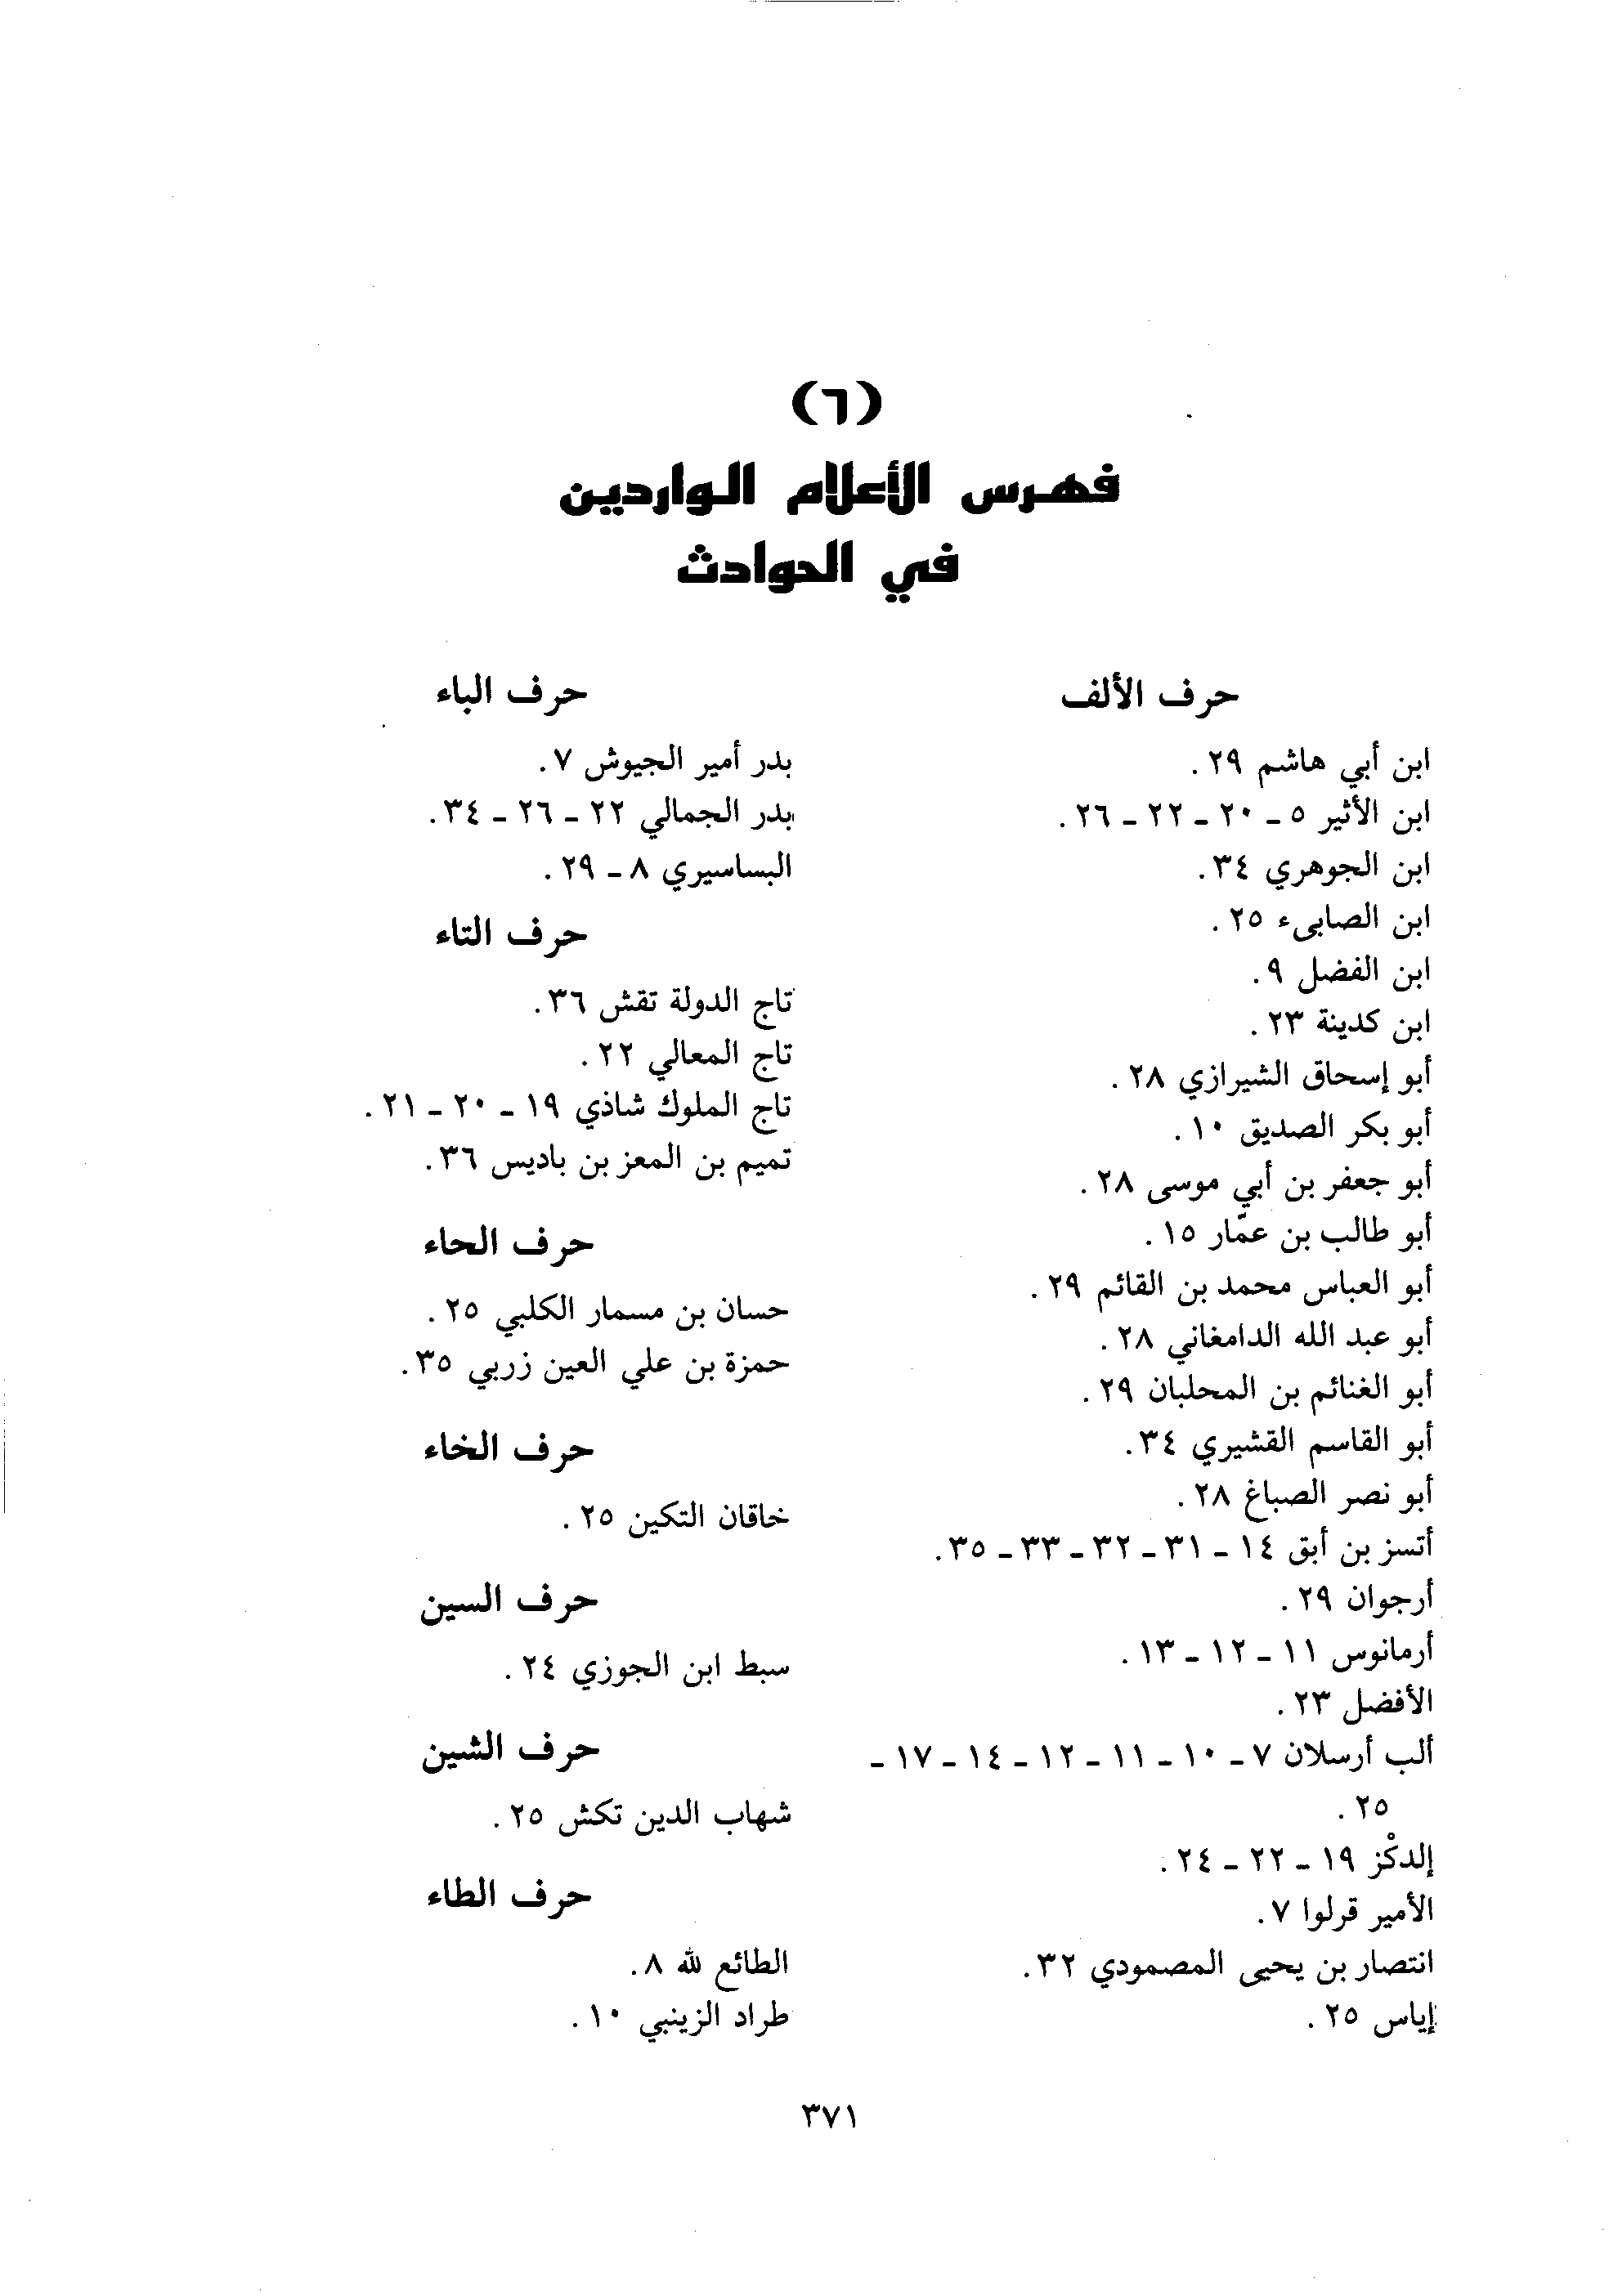 (٦)
فهرس الأعلام الواردين
في الحوادث
حرف الألف
ابن أبي هاشم ٢٩.
ابن الأثير ٥ - ٢٠ - ٢٢ - ٢٦.
ابن الجوهري ٣٤.
ابن الصابىء ٢٥.
ابن الفضل ٩.
ابن كدينة ٢٣.
أبو إسحاق الشيرازي ٢٨.
أبو بكر الصديق ١٠.
أبو جعفر بن أبي موسى ٢٨.
أبو طالب بن عمّار ١٥.
أبو العباس محمد بن القائم ٢٩.
أبو عبد الله الدامغاني ٢٨.
أبو الغنائم بن المحلبان ٢٩.
أبو القاسم القشيري ٣٤.
أبو نصر الصباغ ٢٨.
أتسز بن أبق ١٤ - ٣١ - ٣٢ - ٣٣ - ٣٥.
أرجوان ٢٩.
أرمانوس ١١ - ١٢ - ١٣.
الأفضل ٢٣.
ألب أرسلان ٧ - ١٠ - ١١ - ١٢ - ١٤ - ١٧ -
٢٥.
إلدكْز ١٩ - ٢٢ - ٢٤.
الأمير قرلوا ٧.
انتصار بن يحيى المصمودي ٣٢.
إياس ٢٥.
حرف الباء
بدر أمير الجيوش ٧.
بدر الجمالي ٢٢ - ٢٦ - ٣٤.
البساسيري ٨ - ٢٩.
حرف التاء
تاج الدولة تقش ٣٦.
تاج المعالي ٢٢.
تاج الملوك شاذي ١٩ - ٢٠ - ٢١.
تميم بن المعز بن باديس ٣٦.
حرف الحاء
حسان بن مسمار الكلبي ٢٥.
حمزة بن علي العين زربي ٣٥.
حرف الخاء
خاقان التكين ٢٥.
حرف السين
سبط ابن الجوزي ٢٤.
حرف الشين
شهاب الدين تكش ٢٥.
حرف الطاء
الطائع لله ٨.
طراد الزينبي ١٠.
٣٧١